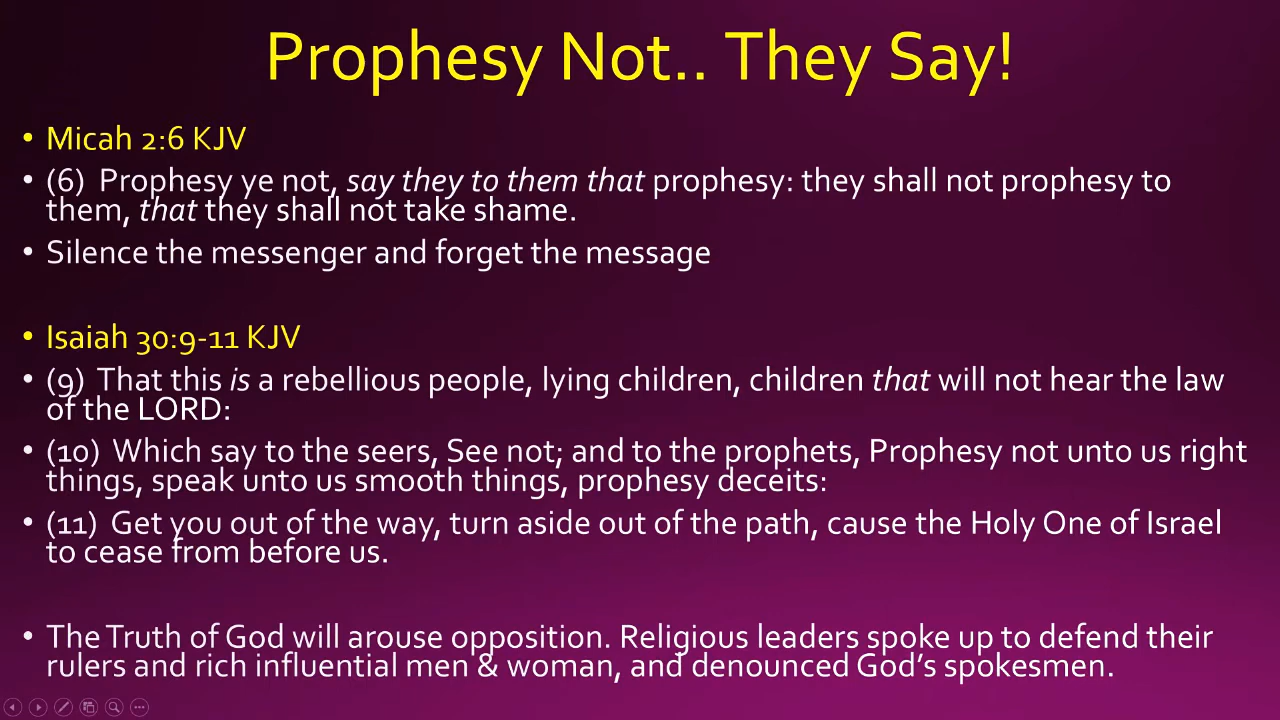 Prophesy Not.. They Say!
• Micah 2:6 KJV
• (6)  Prophesy ye not, say they to them that prophesy: they shall not prophesy to
them, that they shall not take shame.
• Silence the messenger and forget the message
• Isaiah 30:9-11 KJV
• (9)  That this is a rebellious people, lying children, children that will not hear the law
of the LORD:
• (10)  Which say to the seers, See not; and to the prophets, Prophesy not unto us right
things, speak unto us smooth things, prophesy deceits:
• (11)  Get you out of the way, turn aside out of the path, cause the Holy One of Israel
to cease from before us.
• The Truth of God will arouse opposition. Religious leaders spoke up to defend their
rulers and rich influential men & woman, and denounced God’s spokesmen.